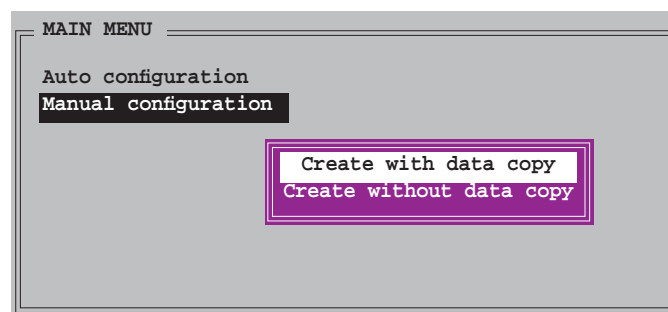 MAIN MENU
Auto configuration
Manual configuration
Create with data copy
Create without data copy